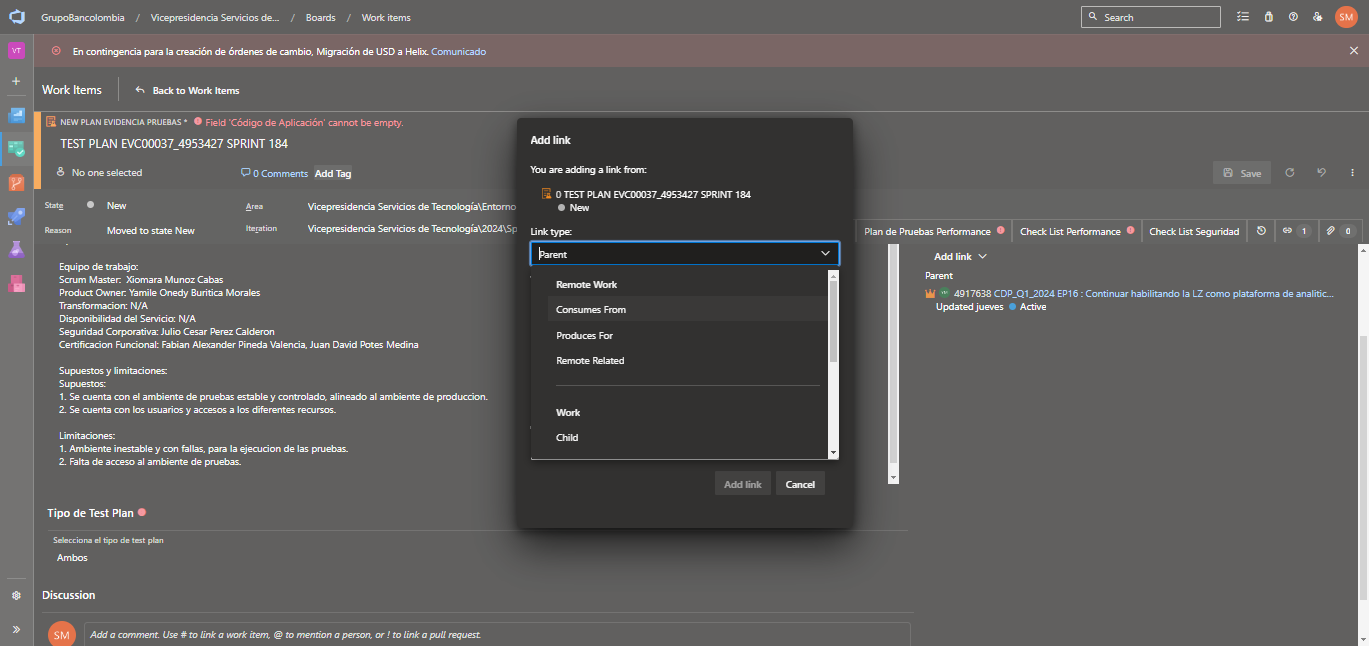 GrupoBancolombia / Vicepresidencia Servicios de... / Boards / Work items
Search
SM
VT
En contingencia para la creación de órdenes de cambio, Migración de USD a Helix. Comunicado
Work Items
Back to Work Items
NEW PLAN EVIDENCIA PRUEBAS * Field 'Código de Aplicación' cannot be empty.
TEST PLAN EVC00037_4953427 SPRINT 184
No one selected
0 Comments
Add Tag
Save
State
New
Area
Vicepresidencia Servicios de Tecnología\Entorno
Reason
Moved to state New
Iteration
Vicepresidencia Servicios de Tecnología\2024\Sp
Plan de Pruebas Performance
Check List Performance
Check List Seguridad
1
0
Equipo de trabajo:
Scrum Master: Xiomara Munoz Cabas
Product Owner: Yamile Onedy Buritica Morales
Transformacion: N/A
Disponibilidad del Servicio: N/A
Seguridad Corporativa: Julio Cesar Perez Calderon
Certificacion Funcional: Fabian Alexander Pineda Valencia, Juan David Potes Medina
Supuestos y limitaciones:
Supuestos:
1. Se cuenta con el ambiente de pruebas estable y controlado, alineado al ambiente de produccion.
2. Se cuenta con los usuarios y accesos a los diferentes recursos.
Limitaciones:
1. Ambiente inestable y con fallas, para la ejecucion de las pruebas.
2. Falta de acceso al ambiente de pruebas.
Tipo de Test Plan
Selecciona el tipo de test plan
Ambos
Discussion
SM
Add a comment. Use # to link a work item, @ to mention a person, or ! to link a pull request.
Add link
You are adding a link from:
0 TEST PLAN EVC00037_4953427 SPRINT 184
New
Link type:
Parent
Remote Work
Consumes From
Produces For
Remote Related
Work
Child
Add link
Cancel
Add link
Parent
4917638 CDP_Q1_2024 EP16 : Continuar habilitando la LZ como plataforma de analitic...
Updated jueves
Active